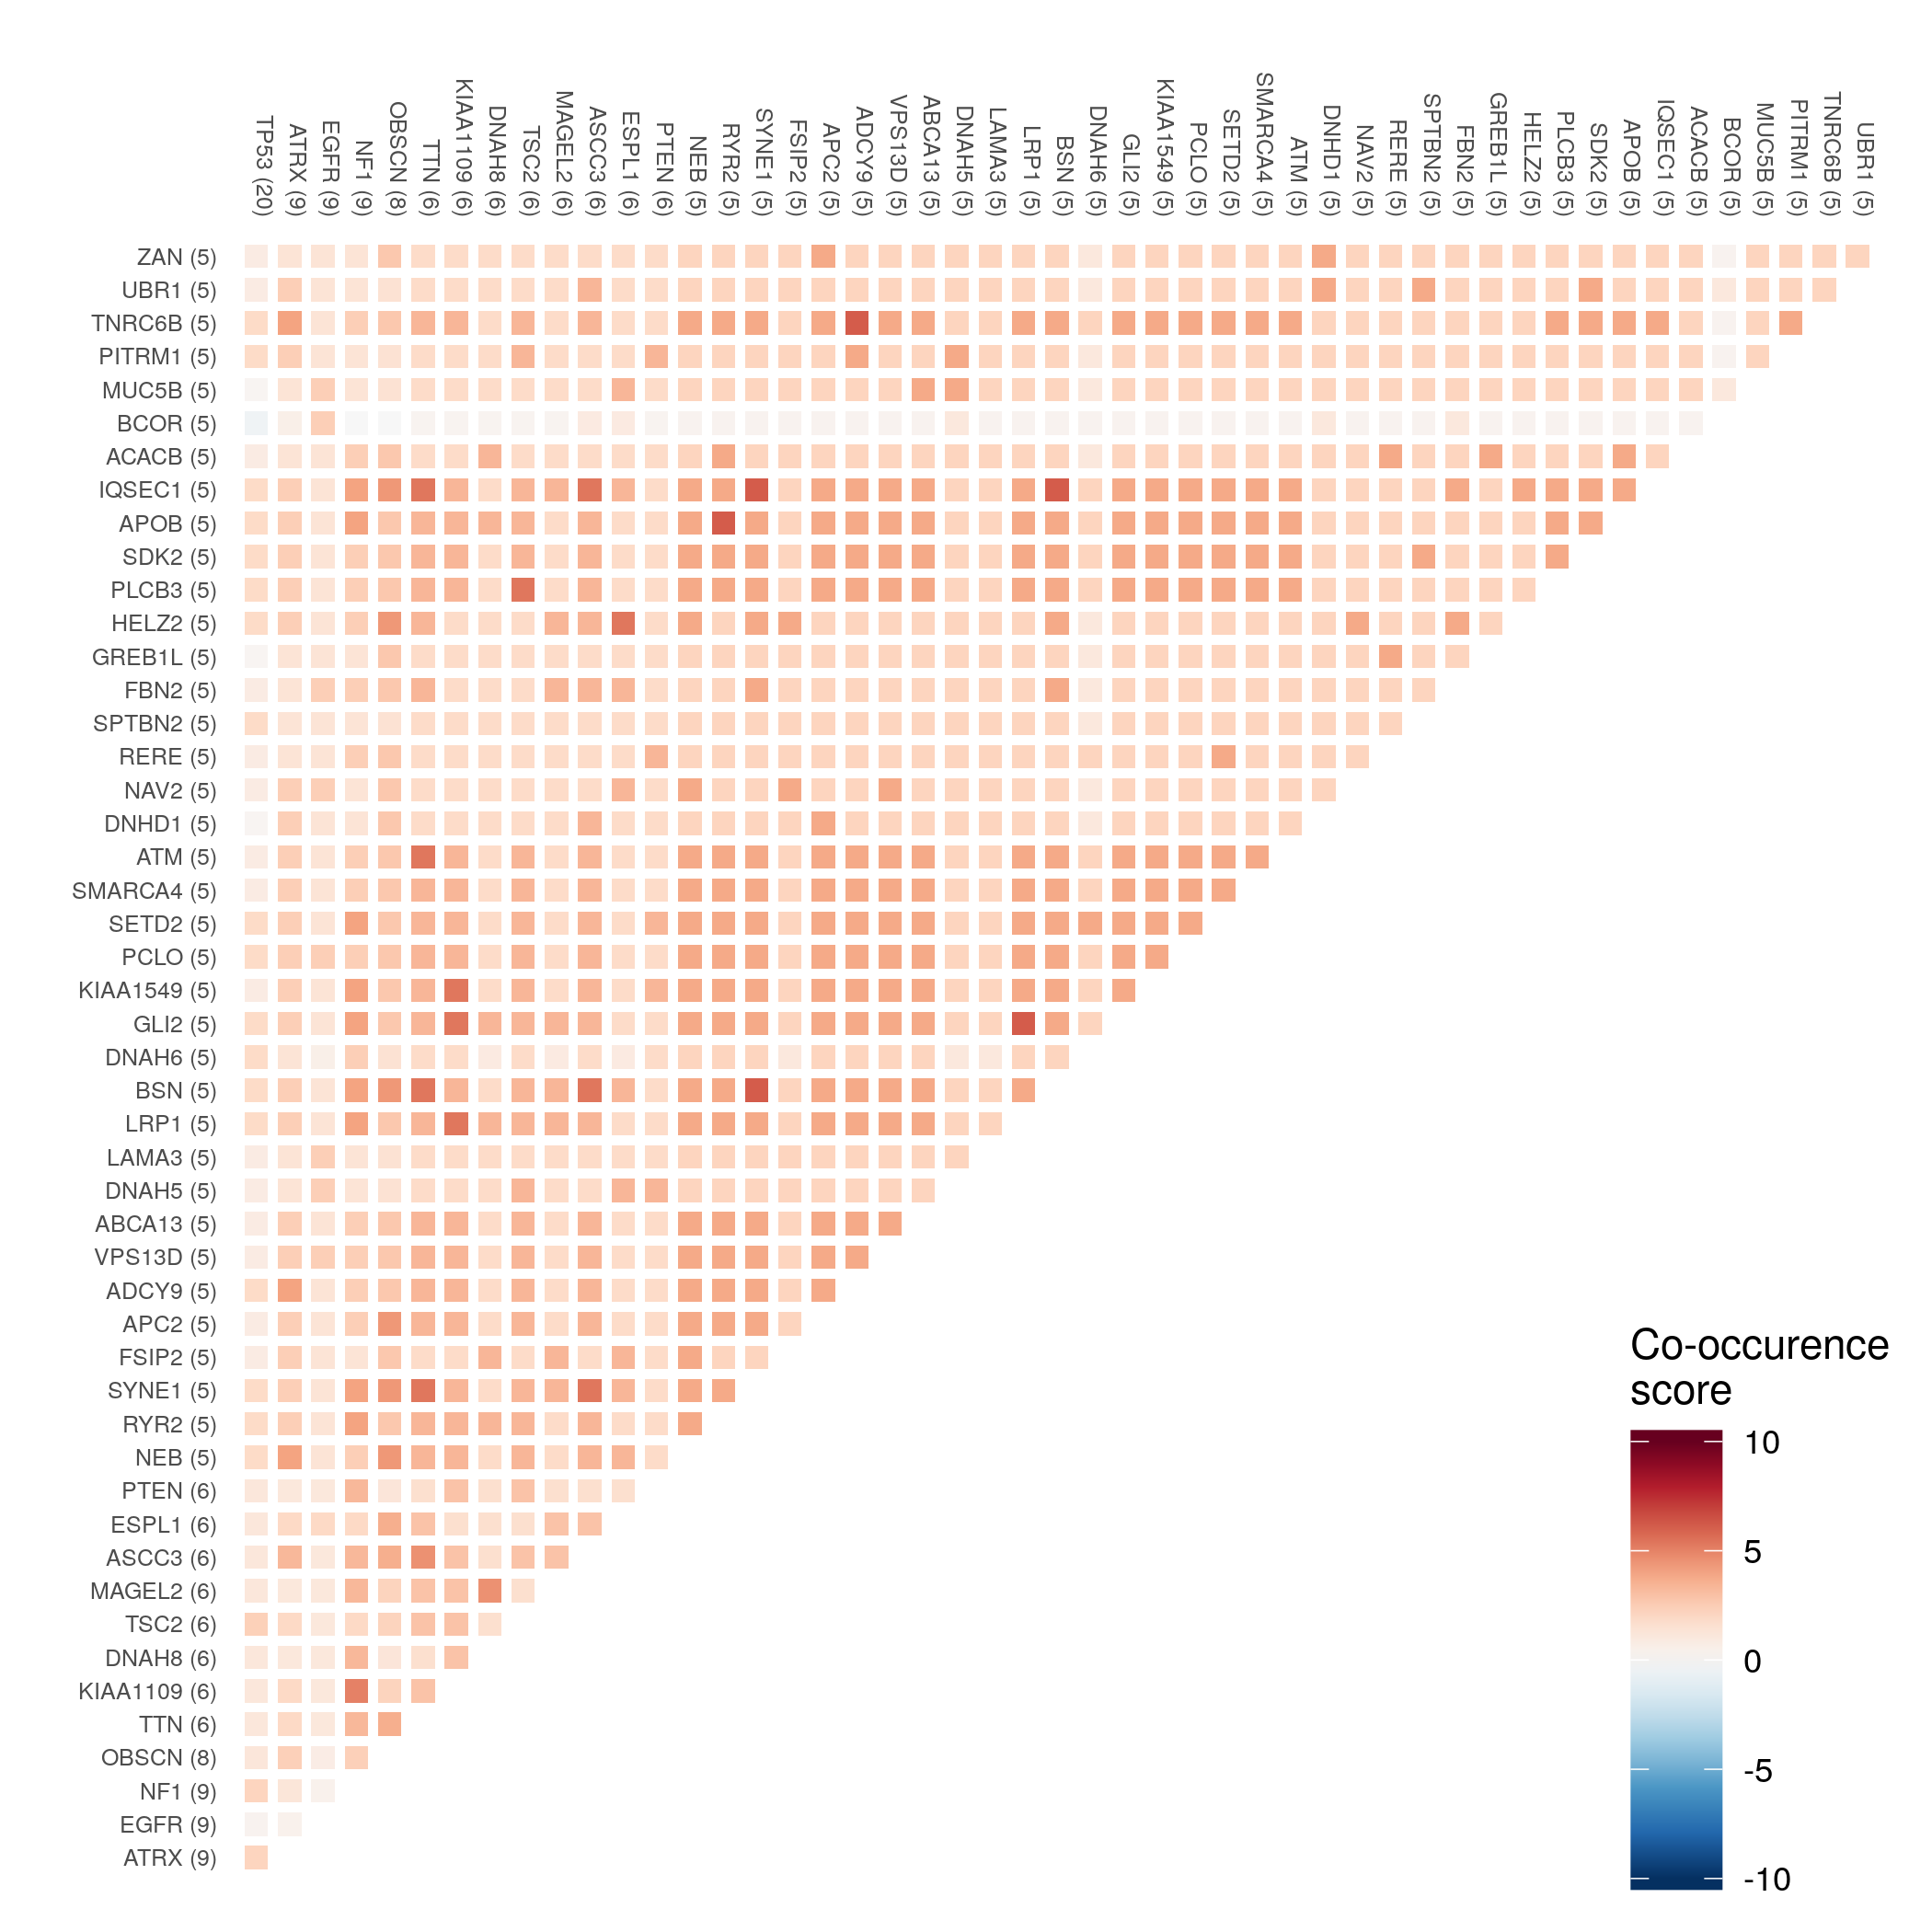 TP53 (20)
ATRX (9)
EGFR (9)
NF1 (9)
OBSCN (8)
TTN (6)
KIAA1109 (6)
DNAH8 (6)
TSC2 (6)
MAGEL2 (6)
ASCC3 (6)
ESPL1 (6)
PTEN (6)
NEB (5)
RYR2 (5)
SYNE1 (5)
FSIP2 (5)
APC2 (5)
ADCY9 (5)
VPS13D (5)
ABCA13 (5)
DNAH5 (5)
LAMA3 (5)
LRP1 (5)
BSN (5)
DNAH6 (5)
GLI2 (5)
KIAA1549 (5)
PCLO (5)
SETD2 (5)
SMARCA4 (5)
ATM (5)
DNHD1 (5)
NAV2 (5)
RERE (5)
SPTBN2 (5)
FBN2 (5)
GREB1L (5)
HELZ2 (5)
PLCB3 (5)
SDK2 (5)
APOB (5)
IQSEC1 (5)
ACACB (5)
BCOR (5)
MUC5B (5)
PITRM1 (5)
TNRC6B (5)
UBR1 (5)
ZAN (5)
UBR1 (5)
TNRC6B (5)
PITRM1 (5)
MUC5B (5)
BCOR (5)
ACACB (5)
IQSEC1 (5)
APOB (5)
SDK2 (5)
PLCB3 (5)
HELZ2 (5)
GREB1L (5)
FBN2 (5)
SPTBN2 (5)
RERE (5)
NAV2 (5)
DNHD1 (5)
ATM (5)
SMARCA4 (5)
SETD2 (5)
PCLO (5)
KIAA1549 (5)
GLI2 (5)
DNAH6 (5)
BSN (5)
LRP1 (5)
LAMA3 (5)
DNAH5 (5)
ABCA13 (5)
VPS13D (5)
ADCY9 (5)
APC2 (5)
FSIP2 (5)
SYNE1 (5)
RYR2 (5)
NEB (5)
PTEN (6)
ESPL1 (6)
ASCC3 (6)
MAGEL2 (6)
TSC2 (6)
DNAH8 (6)
KIAA1109 (6)
TTN (6)
OBSCN (8)
NF1 (9)
EGFR (9)
ATRX (9)
Co-occurence
score
10
5
0
-5
-10